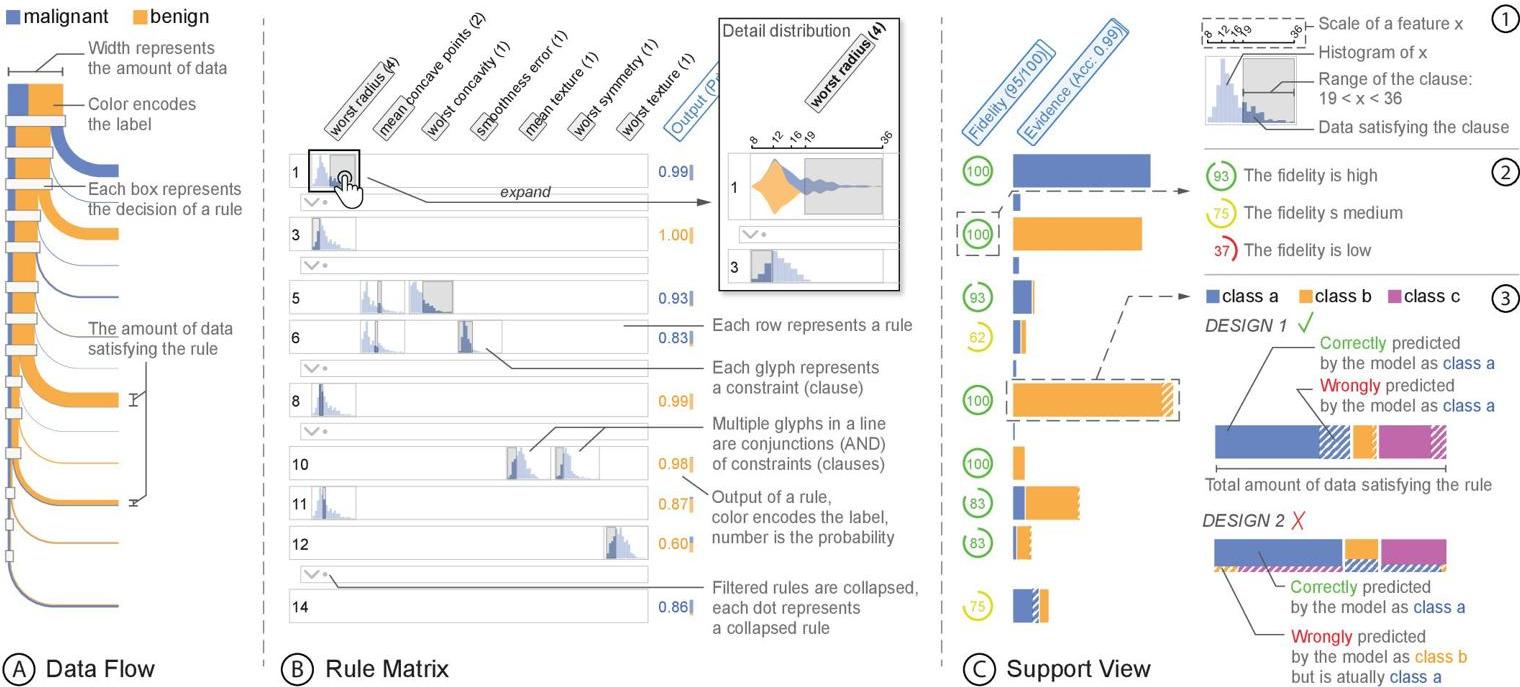 malignant
benign
Width represents
the amount of data
Color encodes
the label
Each box represents
the decision of a rule
The amount of data
satisfying the rule
A Data Flow
worst radius (4)
mean concave points (2)
worst concavity (1)
smoothness error (1)
mean texture (1)
worst symmetry (1)
worst texture (1)
Output (Pr
1
0.99
expand
3
1.00
5
0.93
6
0.83
8
0.99
10
0.98
11
0.87
12
0.60
14
0.86
Detail distribution
worst radius (4)
8
12
16
19
36
1
3
Each row represents a rule
Each glyph represents
a constraint (clause)
Multiple glyphs in a line
are conjunctions (AND)
of constraints (clauses)
Output of a rule,
color encodes the label,
number is the probability
Filtered rules are collapsed,
each dot represents
a collapsed rule
B Rule Matrix
Fidelity (95/100)
Evidence (Acc: 0.99)
100
100
93
62
100
100
83
83
75
C Support View
1
8
12
16
19
36
Scale of a feature x
Histogram of x
Range of the clause:
19 < x < 36
Data satisfying the clause
2
93 The fidelity is high
75 The fidelity s medium
37 The fidelity is low
3
class a
class b
class c
DESIGN 1
Correctly predicted
by the model as class a
Wrongly predicted
by the model as class a
Total amount of data satisfying the rule
DESIGN 2
Correctly predicted
by the model as class a
Wrongly predicted
by the model as class b
but is atually class a